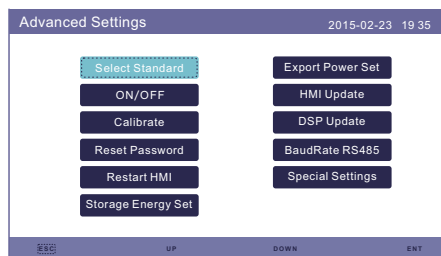 Advanced Settings 2015-02-23 19 35
Select Standard Export Power Set
ON/OFF HMI Update
Calibrate DSP Update
Reset Password BaudRate RS485
Restart HMI Special Settings
Storage Energy Set
ESC UP DOWN ENT